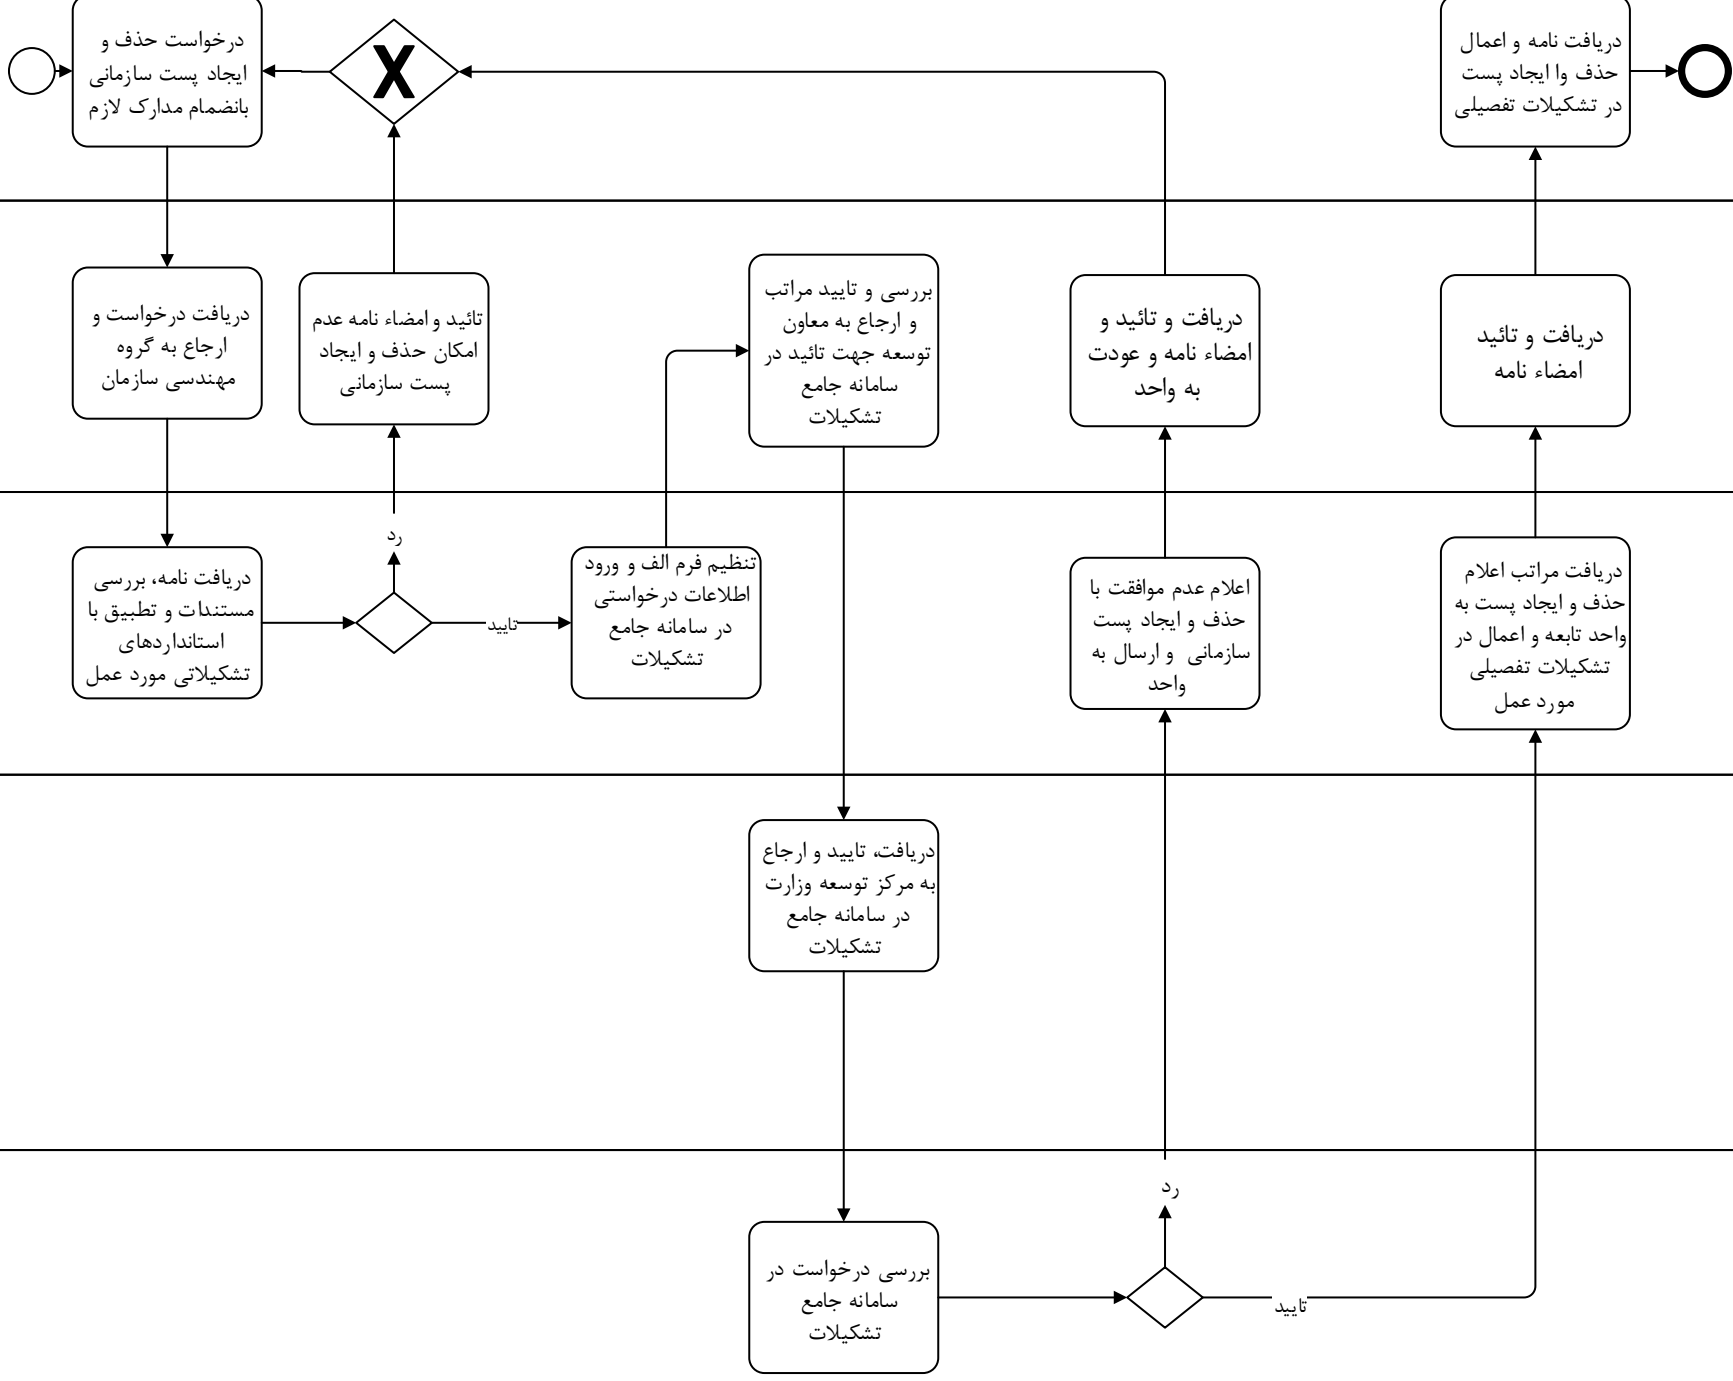 درخواست حذف و
ایجاد پست سازمانی
بانضمام مدارک لازم
X
دریافت نامه و اعمال
حذف وا ایجاد پست
در تشکیلات تفصیلی
دریافت درخواست و
ارجاع به گروه
مهندسی سازمان
تائید و امضاء نامه عدم
امکان حذف و ایجاد
پست سازمانی
بررسی و تایید مراتب
و ارجاع به معاون
توسعه جهت تائید در
سامانه جامع
تشکیلات
دریافت و تائید و
امضاء نامه و عودت
به واحد
دریافت و تائید
امضاء نامه
دریافت نامه، بررسی
مستندات و تطبیق با
استانداردهای
تشکیلاتی مورد عمل
رد
تایید
تنظیم فرم الف و ورود
اطلاعات درخواستی
در سامانه جامع
تشکیلات
اعلام عدم موافقت با
حذف و ایجاد پست
سازمانی و ارسال به
واحد
دریافت مراتب اعلام
حذف و ایجاد پست به
واحد تابعه و اعمال در
تشکیلات تفصیلی
مورد عمل
دریافت، تایید و ارجاع
به مرکز توسعه وزارت
در سامانه جامع
تشکیلات
بررسی درخواست در
سامانه جامع
تشکیلات
رد
تایید